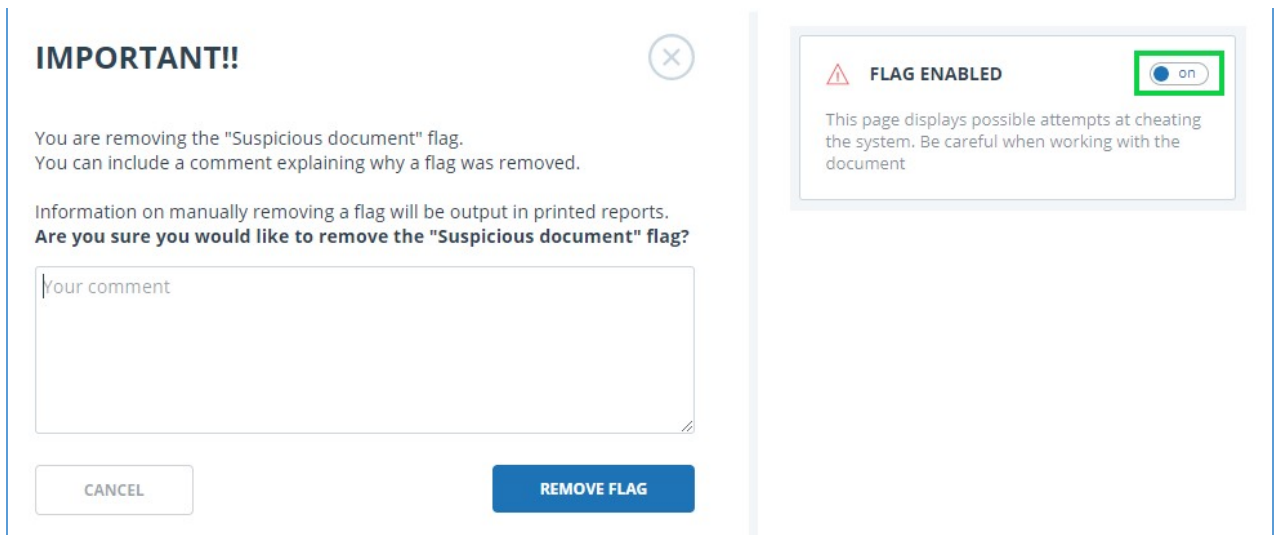 IMPORTANT!!
You are removing the "Suspicious document" flag.
You can include a comment explaining why a flag was removed.
Information on manually removing a flag will be output in printed reports.
Are you sure you would like to remove the "Suspicious document" flag?
Your comment
CANCEL
REMOVE FLAG
FLAG ENABLED
on
This page displays possible attempts at cheating
the system. Be careful when working with the
document